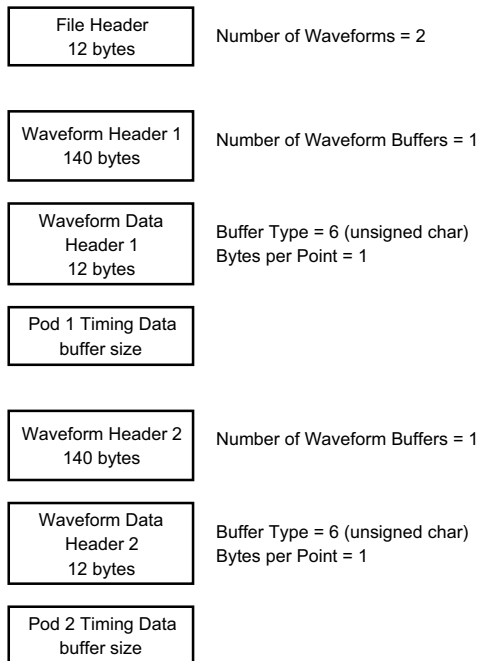 File Header
12 bytes
Number of Waveforms = 2
Waveform Header 1
140 bytes
Number of Waveform Buffers = 1
Waveform Data
Header 1
12 bytes
Buffer Type = 6 (unsigned char)
Bytes per Point = 1
Pod 1 Timing Data
buffer size
Waveform Header 2
140 bytes
Number of Waveform Buffers = 1
Waveform Data
Header 2
12 bytes
Buffer Type = 6 (unsigned char)
Bytes per Point = 1
Pod 2 Timing Data
buffer size